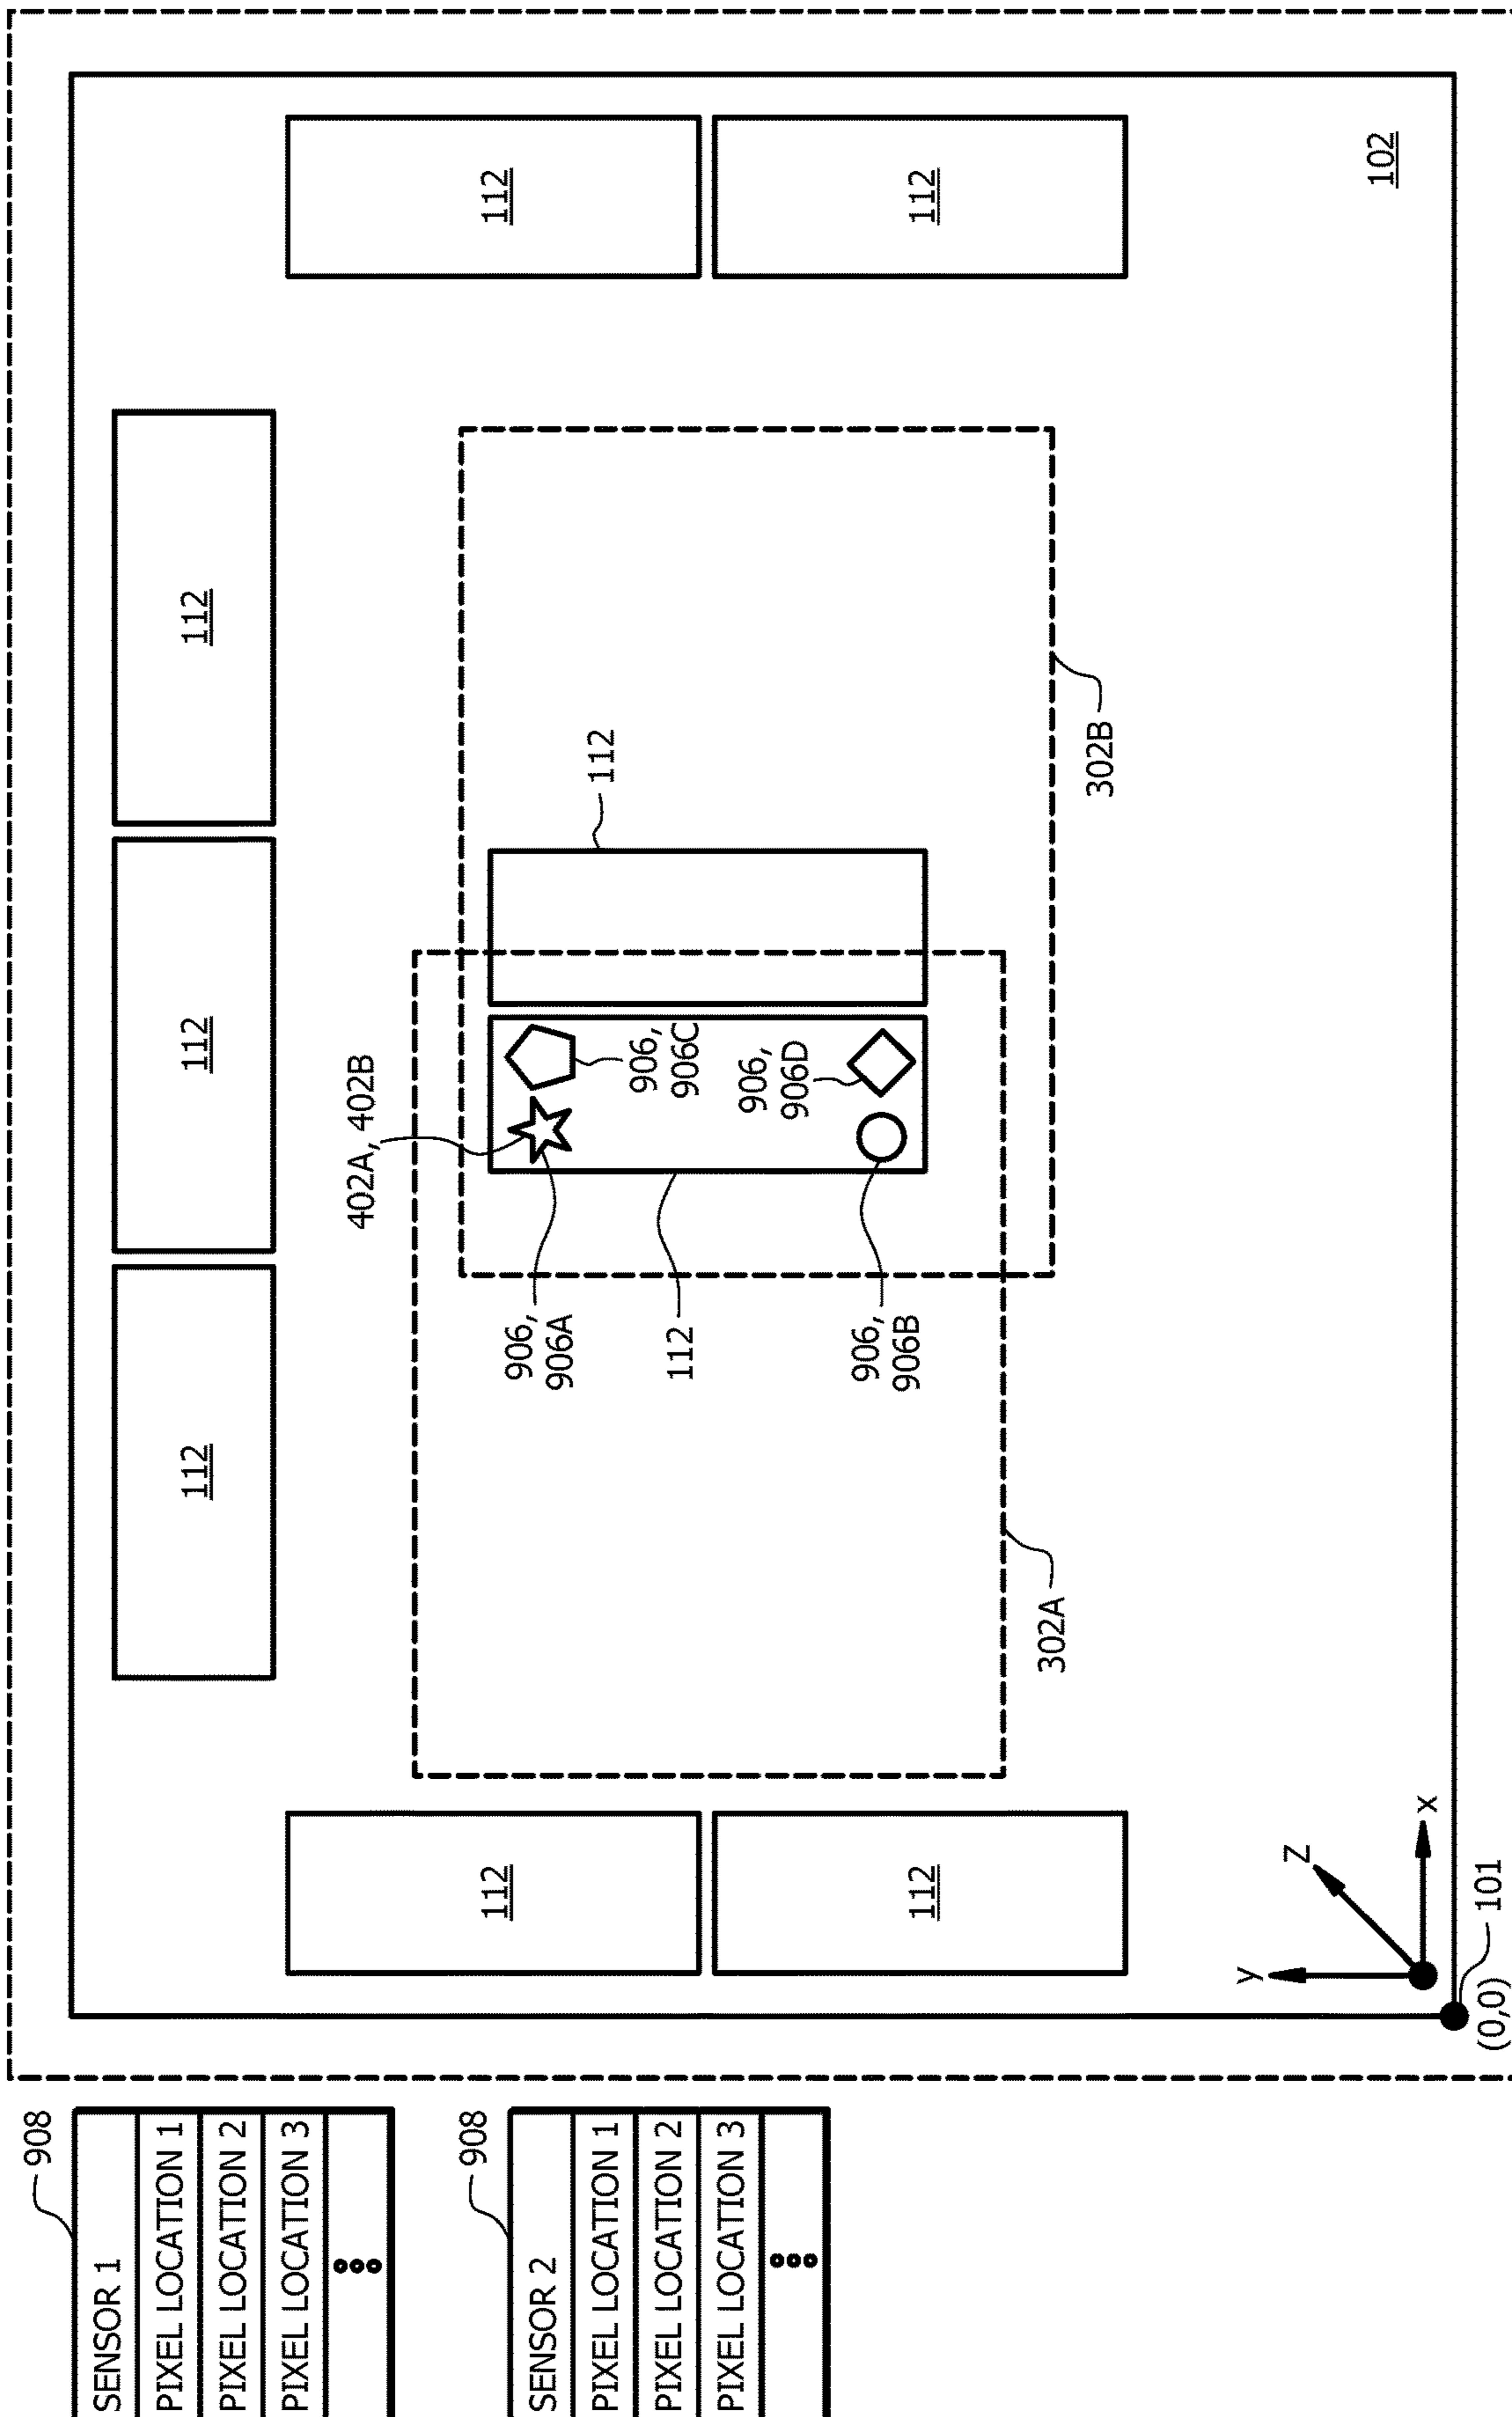 908
SENSOR 1
PIXEL LOCATION 1
PIXEL LOCATION 2
PIXEL LOCATION 3
908
SENSOR 2
PIXEL LOCATION 1
PIXEL LOCATION 2
PIXEL LOCATION 3
112
112
112
112
112
112
112
402A, 402B
906,
906A
906,
906C
112
112
906,
906D
906,
906B
302A
302B
102
y
Z
x
101
(0,0)